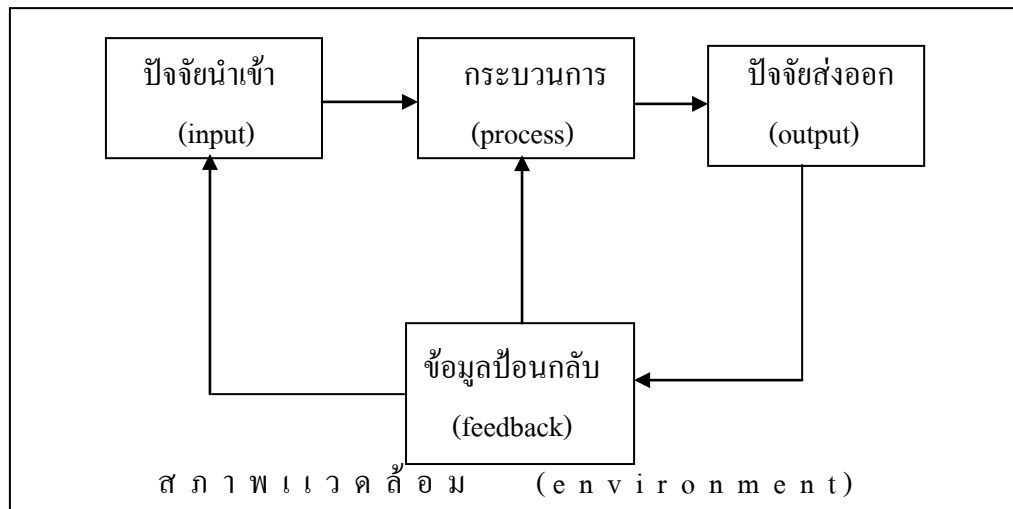 ปัจจัยนำเข้า
(input)
กระบวนการ
(process)
ปัจจัยส่งออก
(output)
ข้อมูลป้อนกลับ
(feedback)
สภาพแวดล้อม (environment)